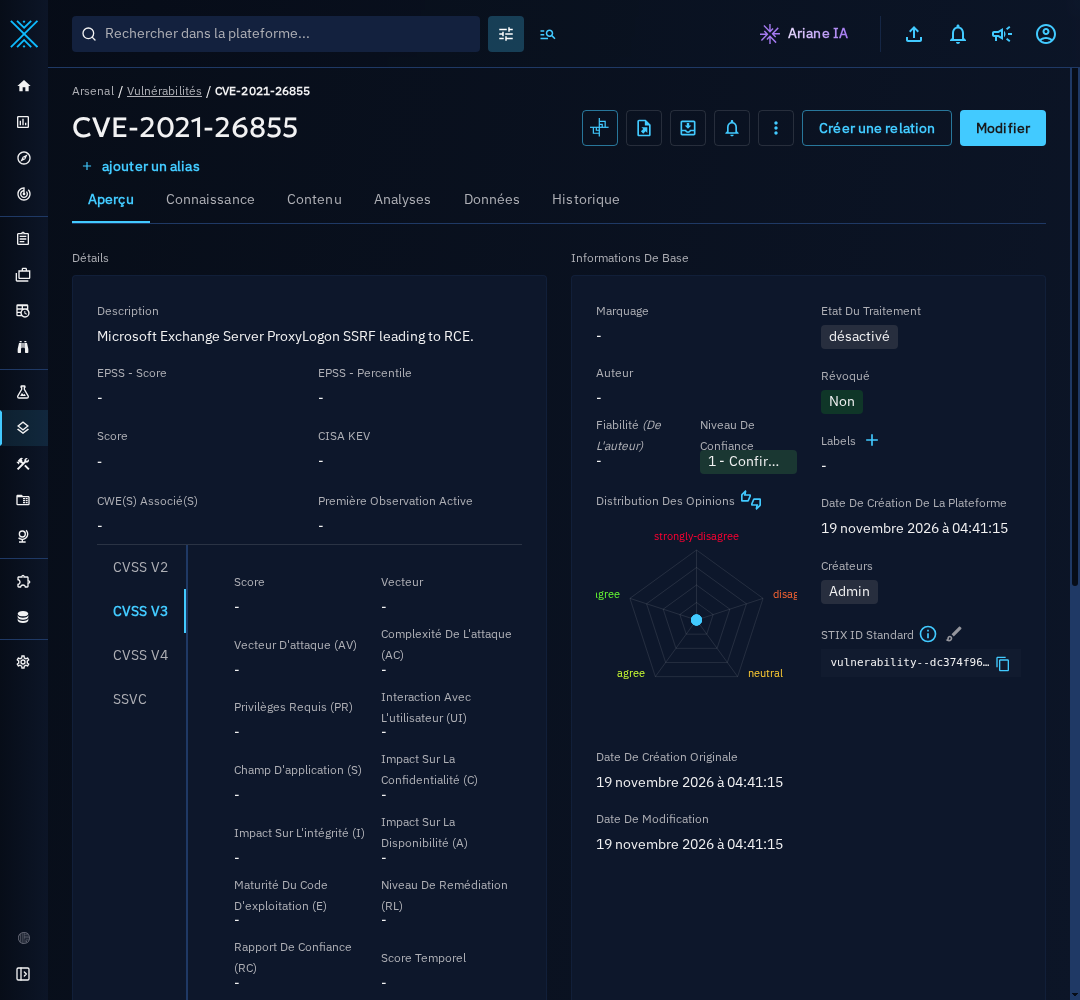 Rechercher dans la plateforme...
Ariane IA
Arsenal / Vulnérabilités / CVE-2021-26855
CVE-2021-26855
Créer une relation
Modifier
+ ajouter un alias
Aperçu
Connaissance
Contenu
Analyses
Données
Historique
Détails
Description
Microsoft Exchange Server ProxyLogon SSRF leading to RCE.
EPSS - Score
EPSS - Percentile
-
-
Score
CISA KEV
-
-
CWE(S) Associé(S)
Première Observation Active
-
-
CVSS V2
CVSS V3
CVSS V4
SSVC
Score
Vecteur
-
-
Vecteur D'attaque (AV)
Complexité De L'attaque
(AC)
-
-
Privilèges Requis (PR)
Interaction Avec
L'utilisateur (UI)
-
-
Champ D'application (S)
Impact Sur La
Confidentialité (C)
-
-
Impact Sur L'intégrité (I)
Impact Sur La
Disponibilité (A)
-
-
Maturité Du Code
D'exploitation (E)
Niveau De Remédiation
(RL)
-
-
Rapport De Confiance
(RC)
Score Temporel
-
-
Informations De Base
Marquage
-
Auteur
-
Fiabilité (De
L'auteur)
-
Niveau De
Confiance
1 - Confir...
Distribution Des Opinions
strongly-disagree
agree
disag
agree
neutral
Date De Création Originale
19 novembre 2026 à 04:41:15
Date De Modification
19 novembre 2026 à 04:41:15
Etat Du Traitement
désactivé
Révoqué
Non
Labels
-
Date De Création De La Plateforme
19 novembre 2026 à 04:41:15
Créateurs
Admin
STIX ID Standard
vulnerability--dc374f96…